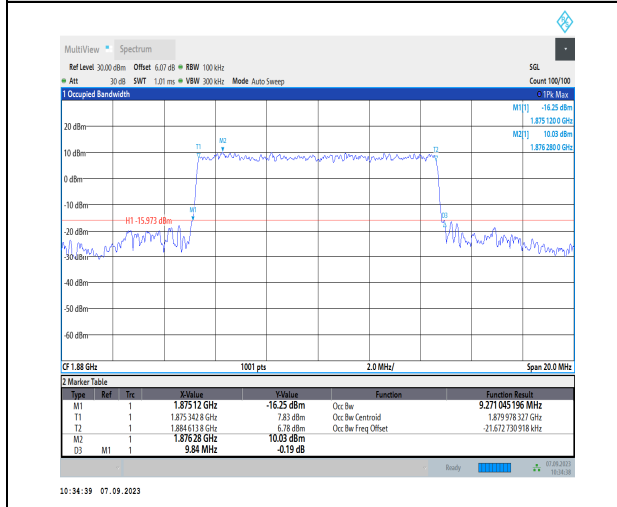 MultiView Spectrum
Ref Level 30.00 dBm Offset 6.07 dB RBW 100 kHz SGL
Att 30 dB SWT 1.01 ms VBW 300 kHz Mode Auto Sweep Count 100/100
1 Occupied Bandwidth 1Pk Max
M1[1] -16.25 dBm
1.875 120 0 GHz
M2[1] 10.03 dBm
1.876 280 0 GHz
20 dBm
T1 M2 T2
10 dBm
0 dBm
-10 dBm
M1 D3
H1 -15.973 dBm
-20 dBm
-30 dBm
-40 dBm
-50 dBm
-60 dBm
CF 1.88 GHz 1001 pts 2.0 MHz/ Span 20.0 MHz
2 Marker Table
Type Ref Trc X-Value Y-Value Function Function Result
M1 1 1.87512 GHz -16.25 dBm Occ Bw 9.271 045 196 MHz
T1 1 1.875 342 8 GHz 7.83 dBm Occ Bw Centroid 1.879 978 327 GHz
T2 1 1.884 613 8 GHz 6.78 dBm Occ Bw Freq Offset -21.672 730 918 kHz
M2 1 1.87628 GHz 10.03 dBm
D3 M1 1 9.84 MHz -0.19 dB
Ready 07.09.2023
10:34:38
10:34:39 07.09.2023